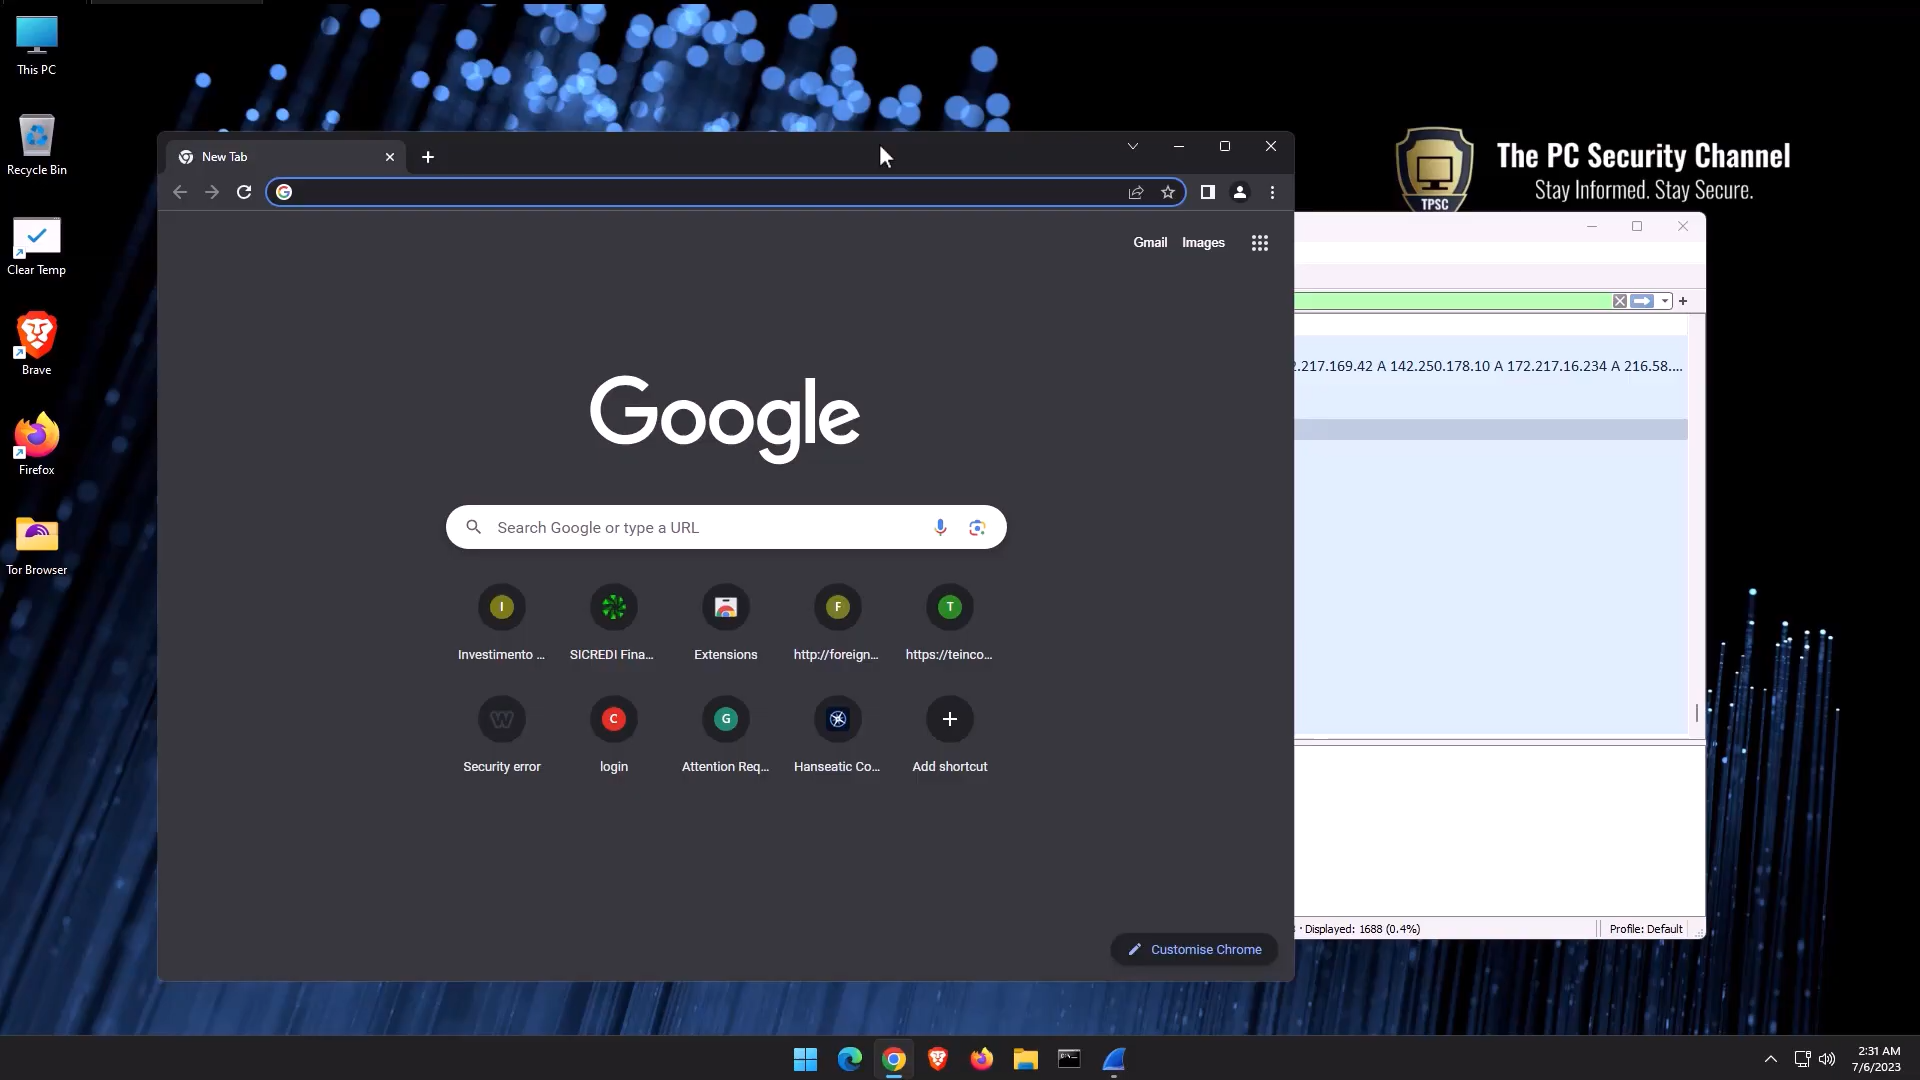 This PC
Recycle Bin
Clear Temp
Brave
Firefox
Tor Browser
New Tab
Gmail
Images
Google
Search Google or type a URL
I
F
T
Investimento ...
SICREDI Fina...
Extensions
http://foreign...
https://teinco...
W
C
G
Security error
login
Attention Req...
Hanseatic Co...
Add shortcut
Customise Chrome
The PC Security Channel
Stay Informed. Stay Secure.
TPSC
.217.169.42 A 142.250.178.10 A 172.217.16.234 A 216.58....
· Displayed: 1688 (0.4%)
Profile: Default
2:31 AM
7/6/2023